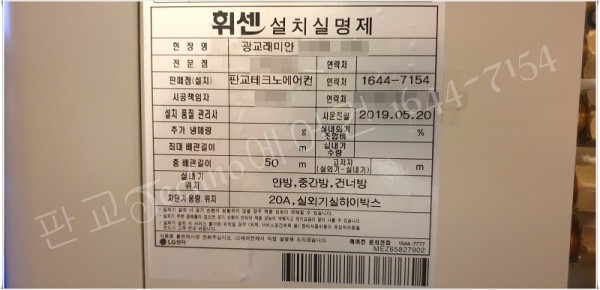 휘센 설치실명제
현 장 명 광교래미안
전 문 점 연락처
판매점(설치) 판교테크노에어컨 연락처 1644-7154
시공책임자 연락처
설치 품질 관리사 시운전일 2019.05.20
추가 냉매량 g 실내외기 조합비 %
최대 배관길이 m 실내기 수량
총 배관길이 50 m 고저차 (실외기-실내기) m
실내기 위치 안방,중간방,건너방
차단기 용량 위치 20A,실외기실하이박스
LG전자
에어컨 문의전화 1544-7777
MEZ65827902
판교Techno에어컨 1644-7154